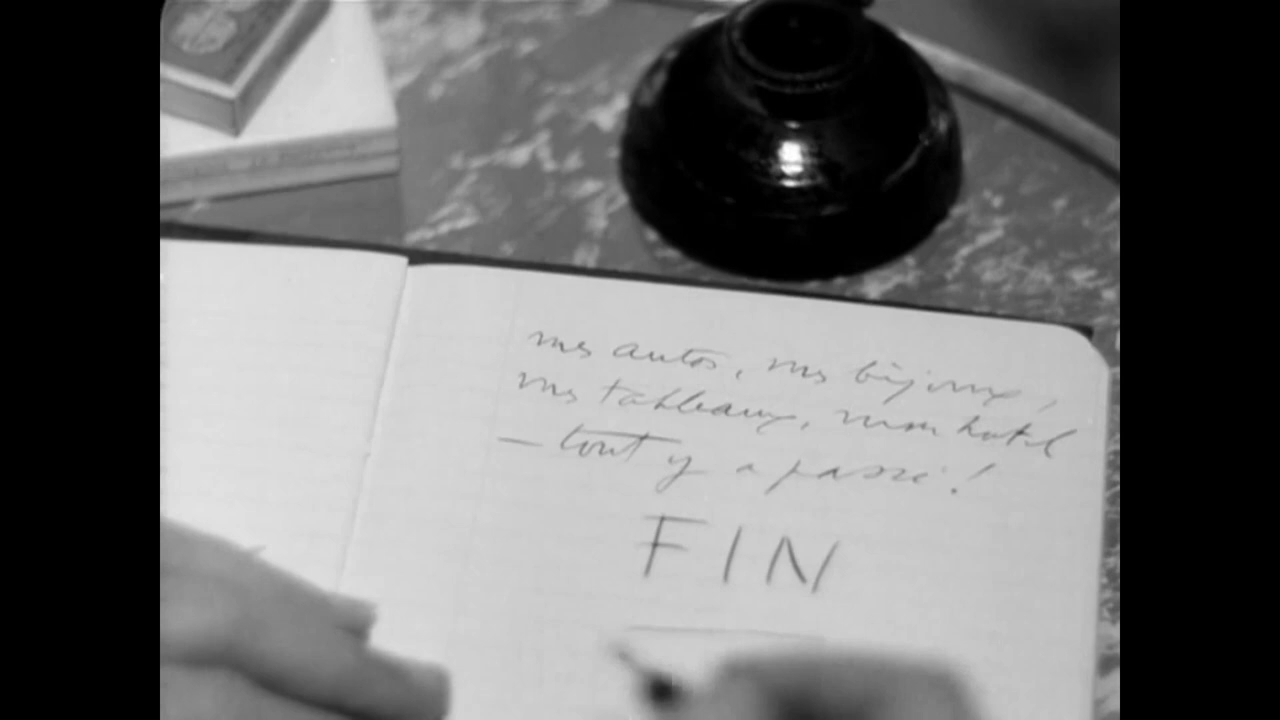 mes autos, mes bijoux,
mes tableaux, mon hotel
— tout y a passé!
FIN